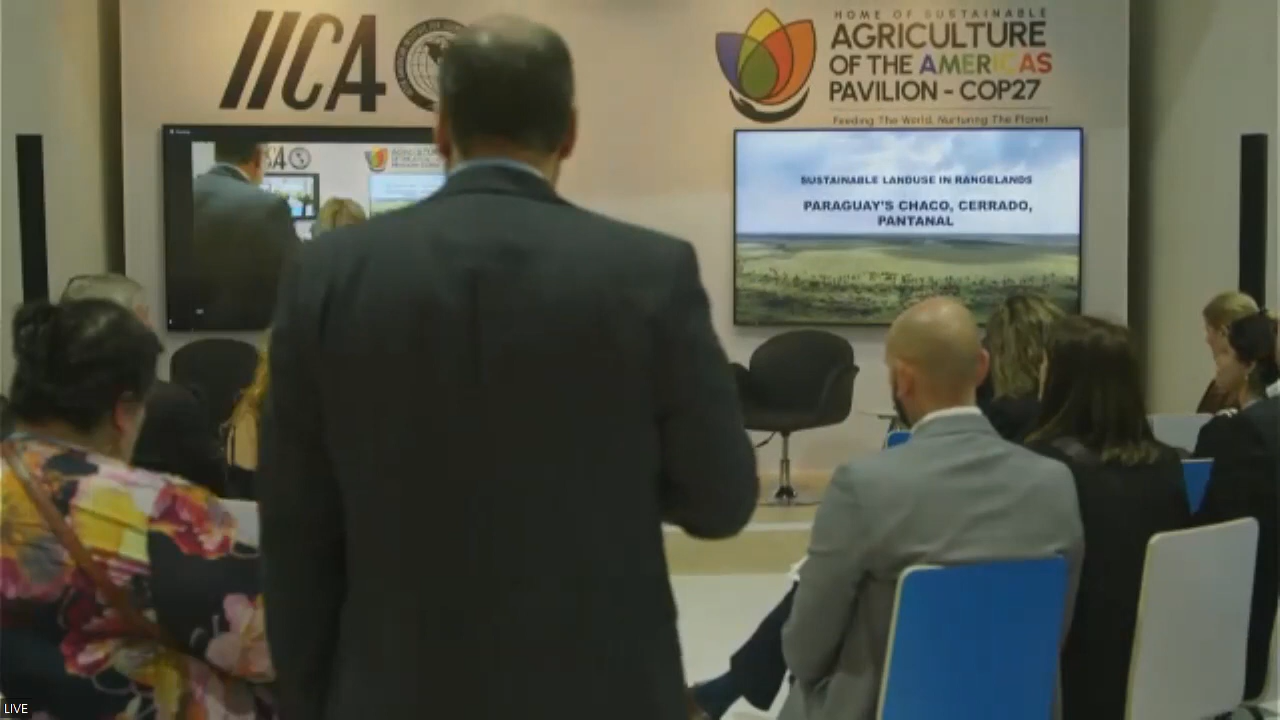 IICA
HOME OF SUSTAINABLE
AGRICULTURE
OF THE AMERICAS
PAVILION - COP27
Feeding The World, Nurturing The Planet
SUSTAINABLE LANDUSE IN RANGELANDS
PARAGUAY'S CHACO, CERRADO,
PANTANAL
LIVE